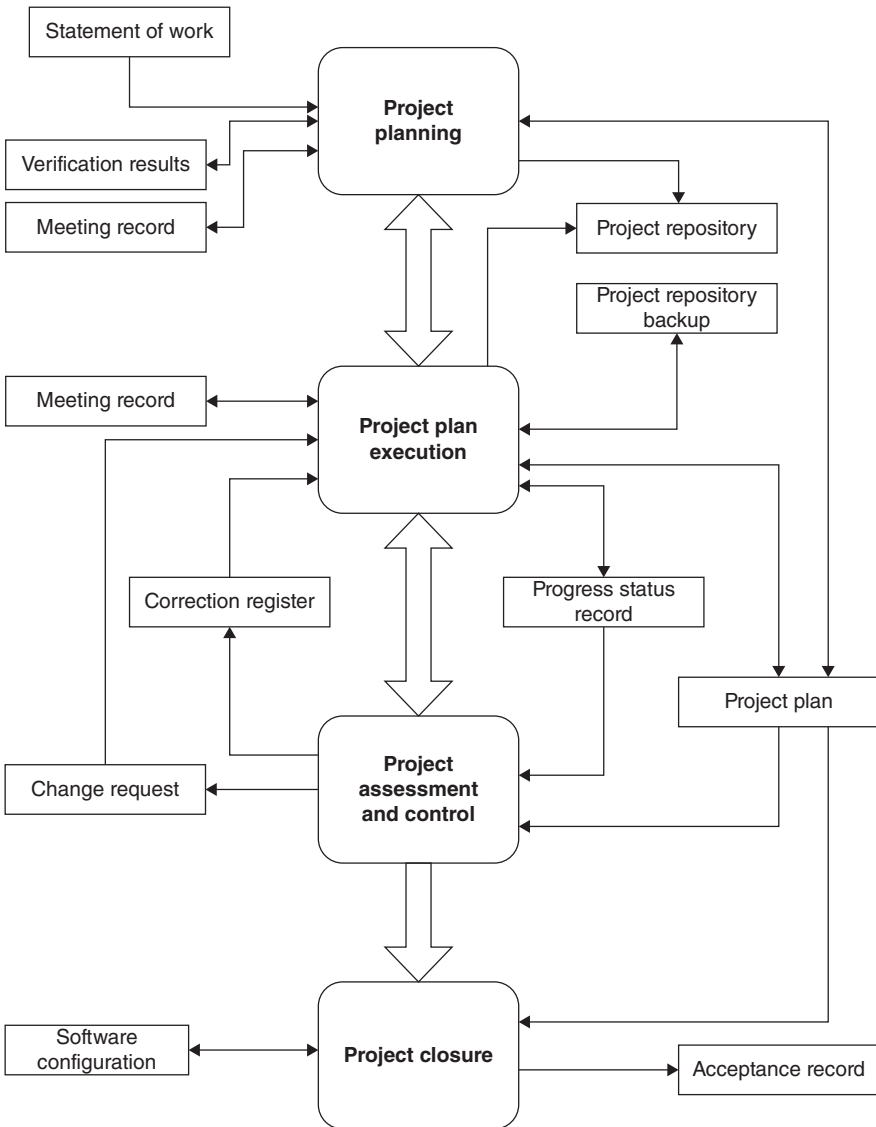 Statement of work
Project
planning
Verification results
Meeting record
Project repository
Project repository
backup
Meeting record
Project plan
execution
Correction register
Progress status
record
Project plan
Project
assessment
and control
Change request
Software
configuration
Project closure
Acceptance record